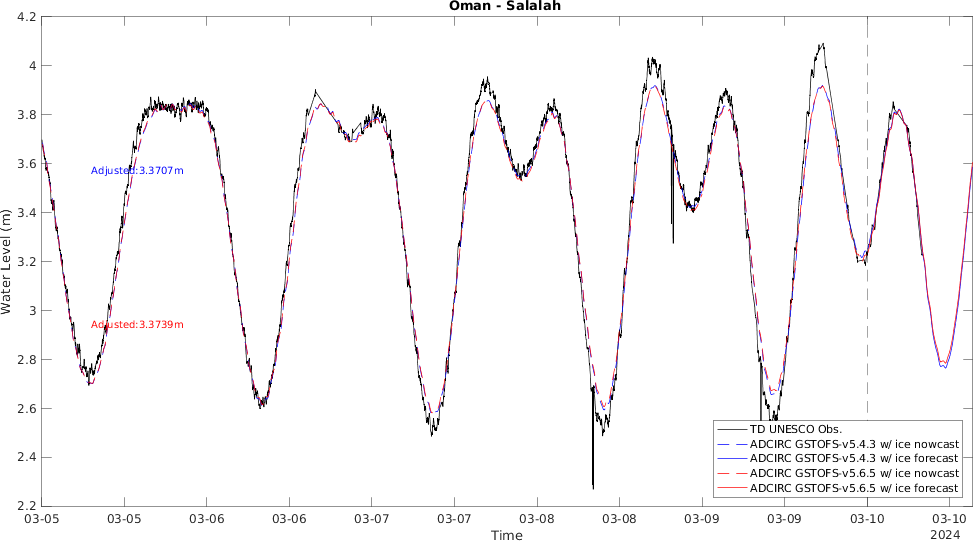 Oman - Salalah
4.2
4
3.8
3.6
3.4
3.2
3
2.8
2.6
2.4
2.2
Water Level (m)
Adjusted:3.3707m
Adjusted:3.3739m
TD UNESCO Obs.
ADCIRC GSTOFS-v5.4.3 w/ ice nowcast
ADCIRC GSTOFS-v5.4.3 w/ ice forecast
ADCIRC GSTOFS-v5.6.5 w/ ice nowcast
ADCIRC GSTOFS-v5.6.5 w/ ice forecast
03-05 03-05 03-06 03-06 03-07 03-07 03-08 03-08 03-09 03-09 03-10 03-10
2024
Time